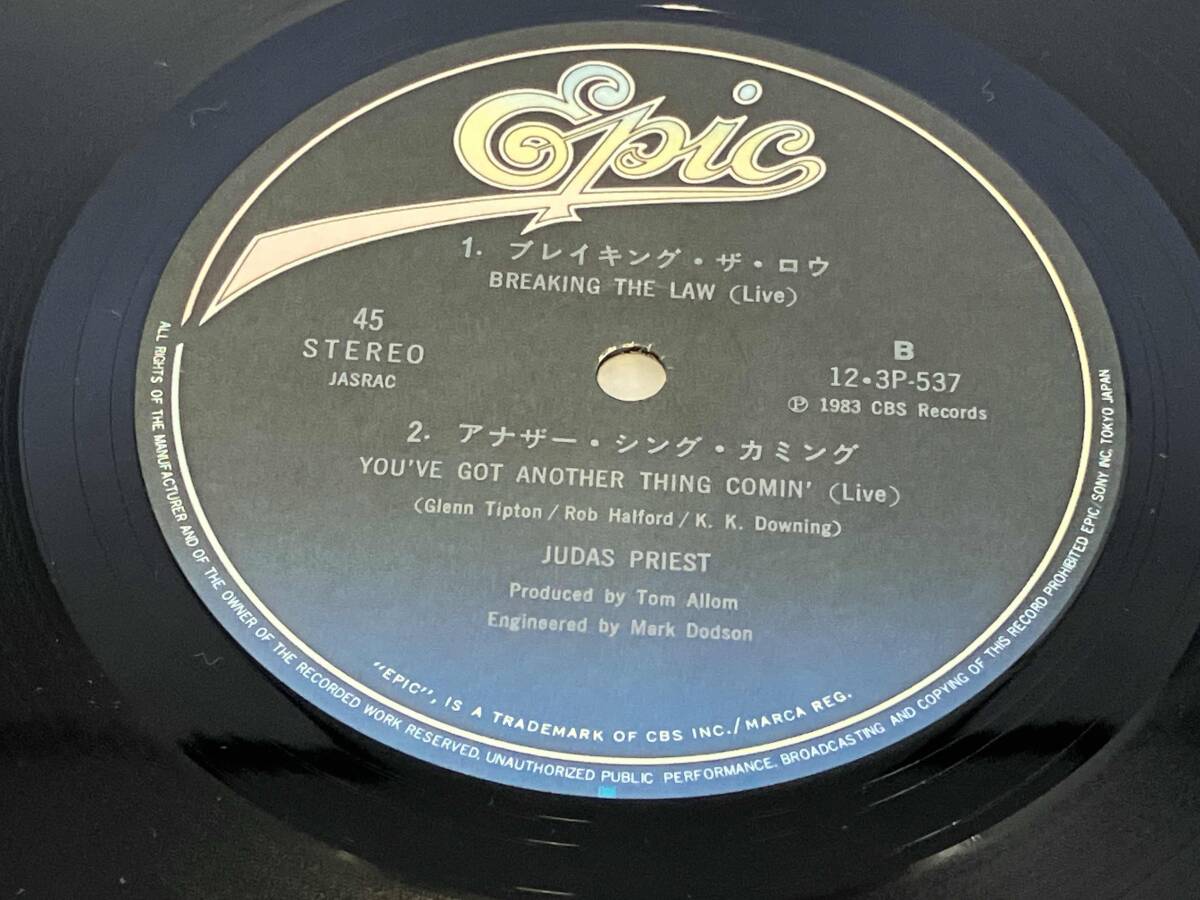 Epic
1. ブレイキング・ザ・ロウ
BREAKING THE LAW (Live)
45
STEREO
JASRAC
B
12・3P-537
Ⓟ 1983 CBS Records
2. アナザー・シング・カミング
YOU'VE GOT ANOTHER THING COMIN' (Live)
(Glenn Tipton/Rob Halford/K. K. Downing)
JUDAS PRIEST
Produced by Tom Allom
Engineered by Mark Dodson
"EPIC", IS A TRADEMARK OF CBS INC./MARCA REG.
ALL RIGHTS OF THE MANUFACTURER AND OF THE OWNER OF THE RECORDED WORK RESERVED. UNAUTHORIZED PUBLIC PERFORMANCE. BROADCASTING AND COPYING OF THIS RECORD PROHIBITED EPIC/SONY INC. TOKYO JAPAN